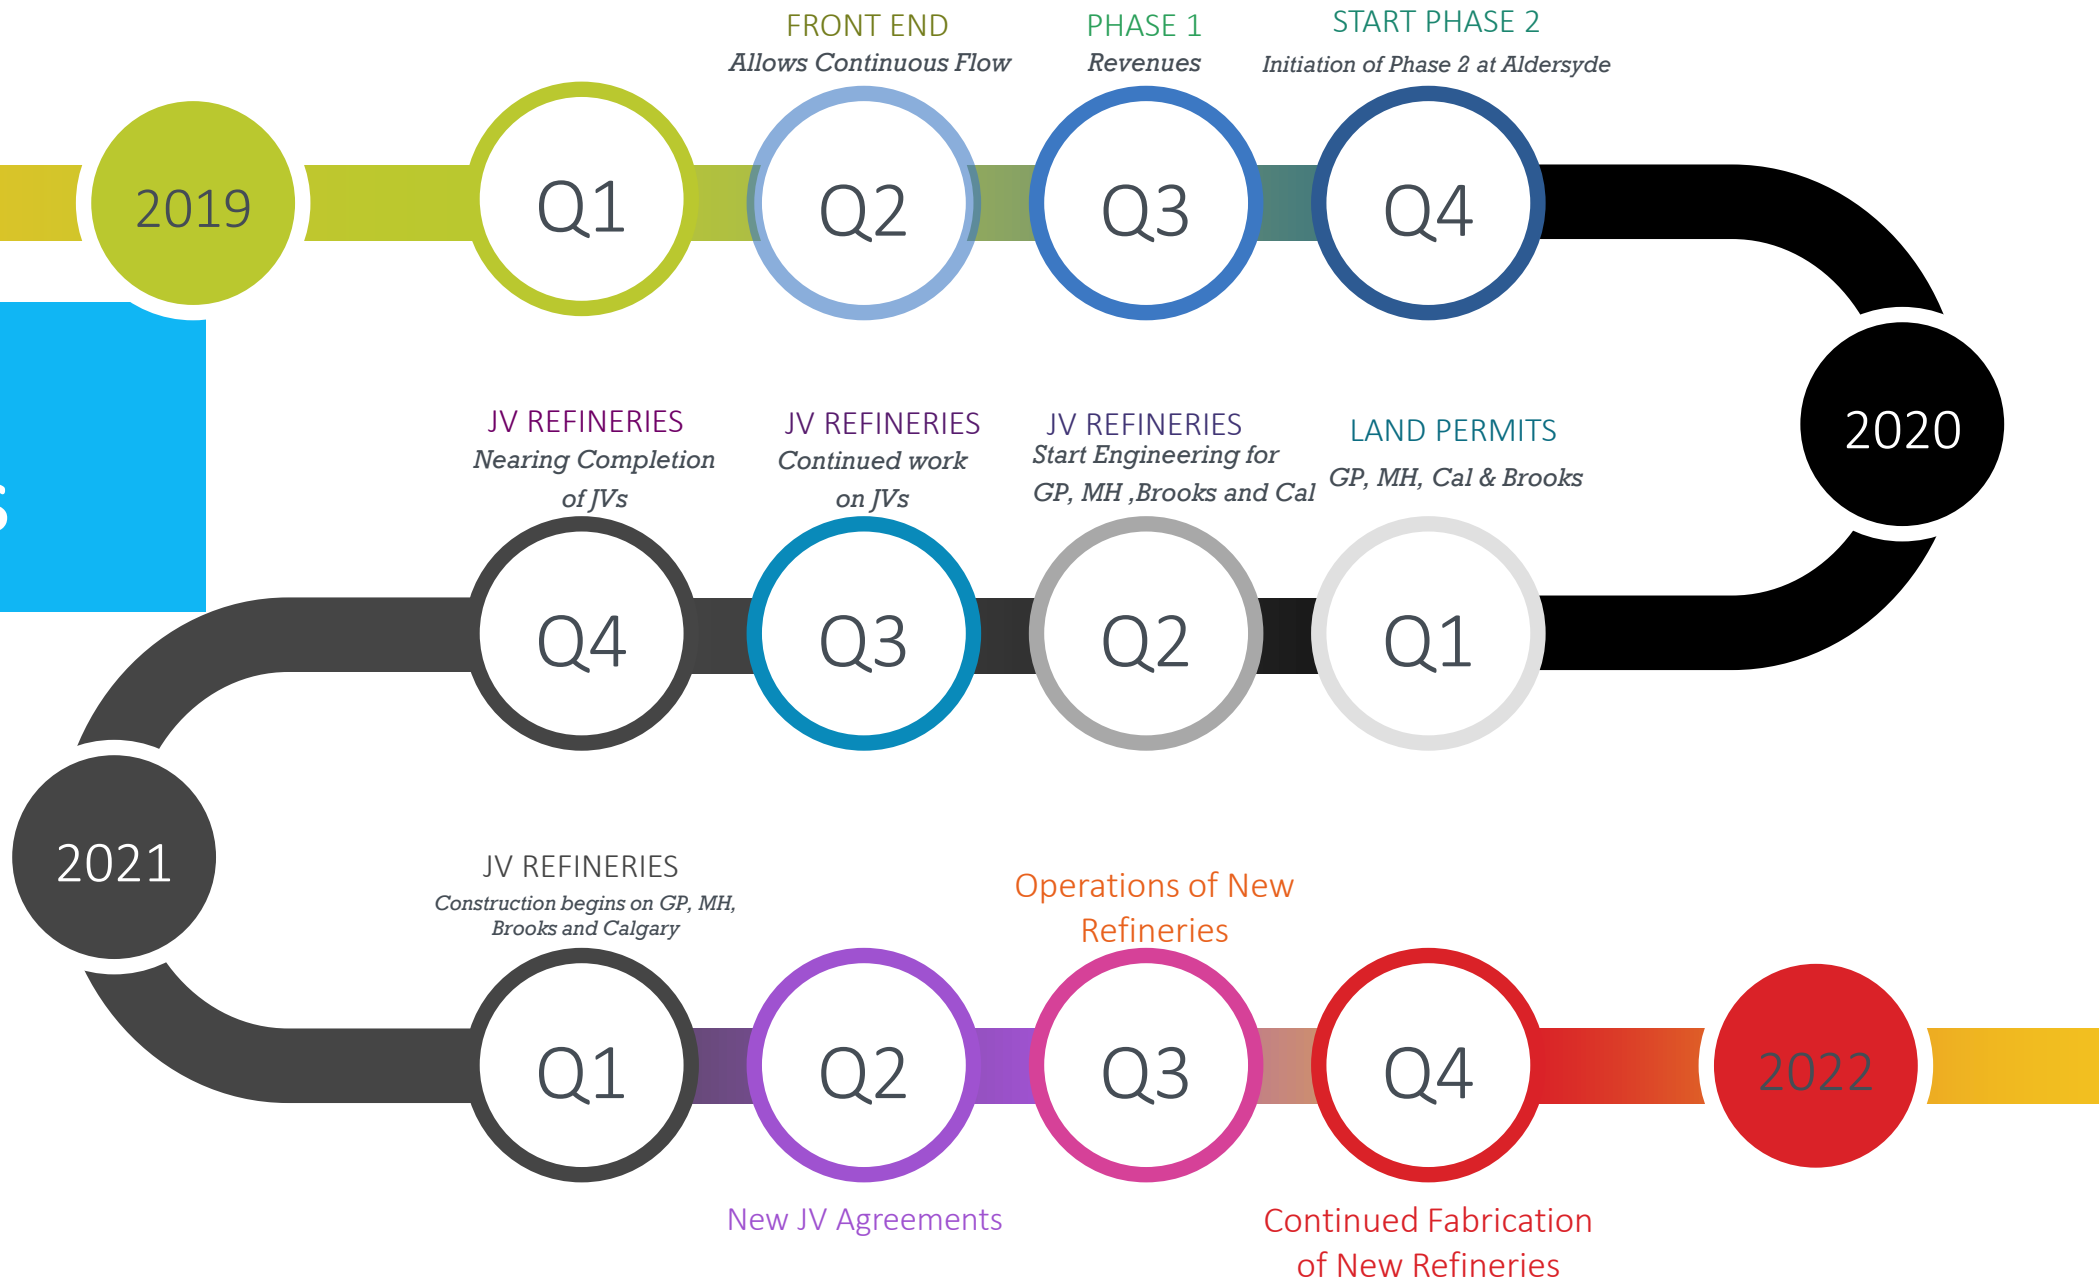 FRONT END
Allows Continuous Flow
PHASE 1
Revenues
START PHASE 2
Initiation of Phase 2 at Aldersyde
2019
Q1
Q2
Q3
Q4
2020
JV REFINERIES
Nearing Completion
of JVs
JV REFINERIES
Continued work
on JVs
JV REFINERIES
Start Engineering for
GP, MH ,Brooks and Cal
LAND PERMITS
GP, MH, Cal & Brooks
s
Q4
Q3
Q2
Q1
2021
JV REFINERIES
Construction begins on GP, MH,
Brooks and Calgary
Operations of New
Refineries
Q1
Q2
Q3
Q4
2022
New JV Agreements
Continued Fabrication
of New Refineries